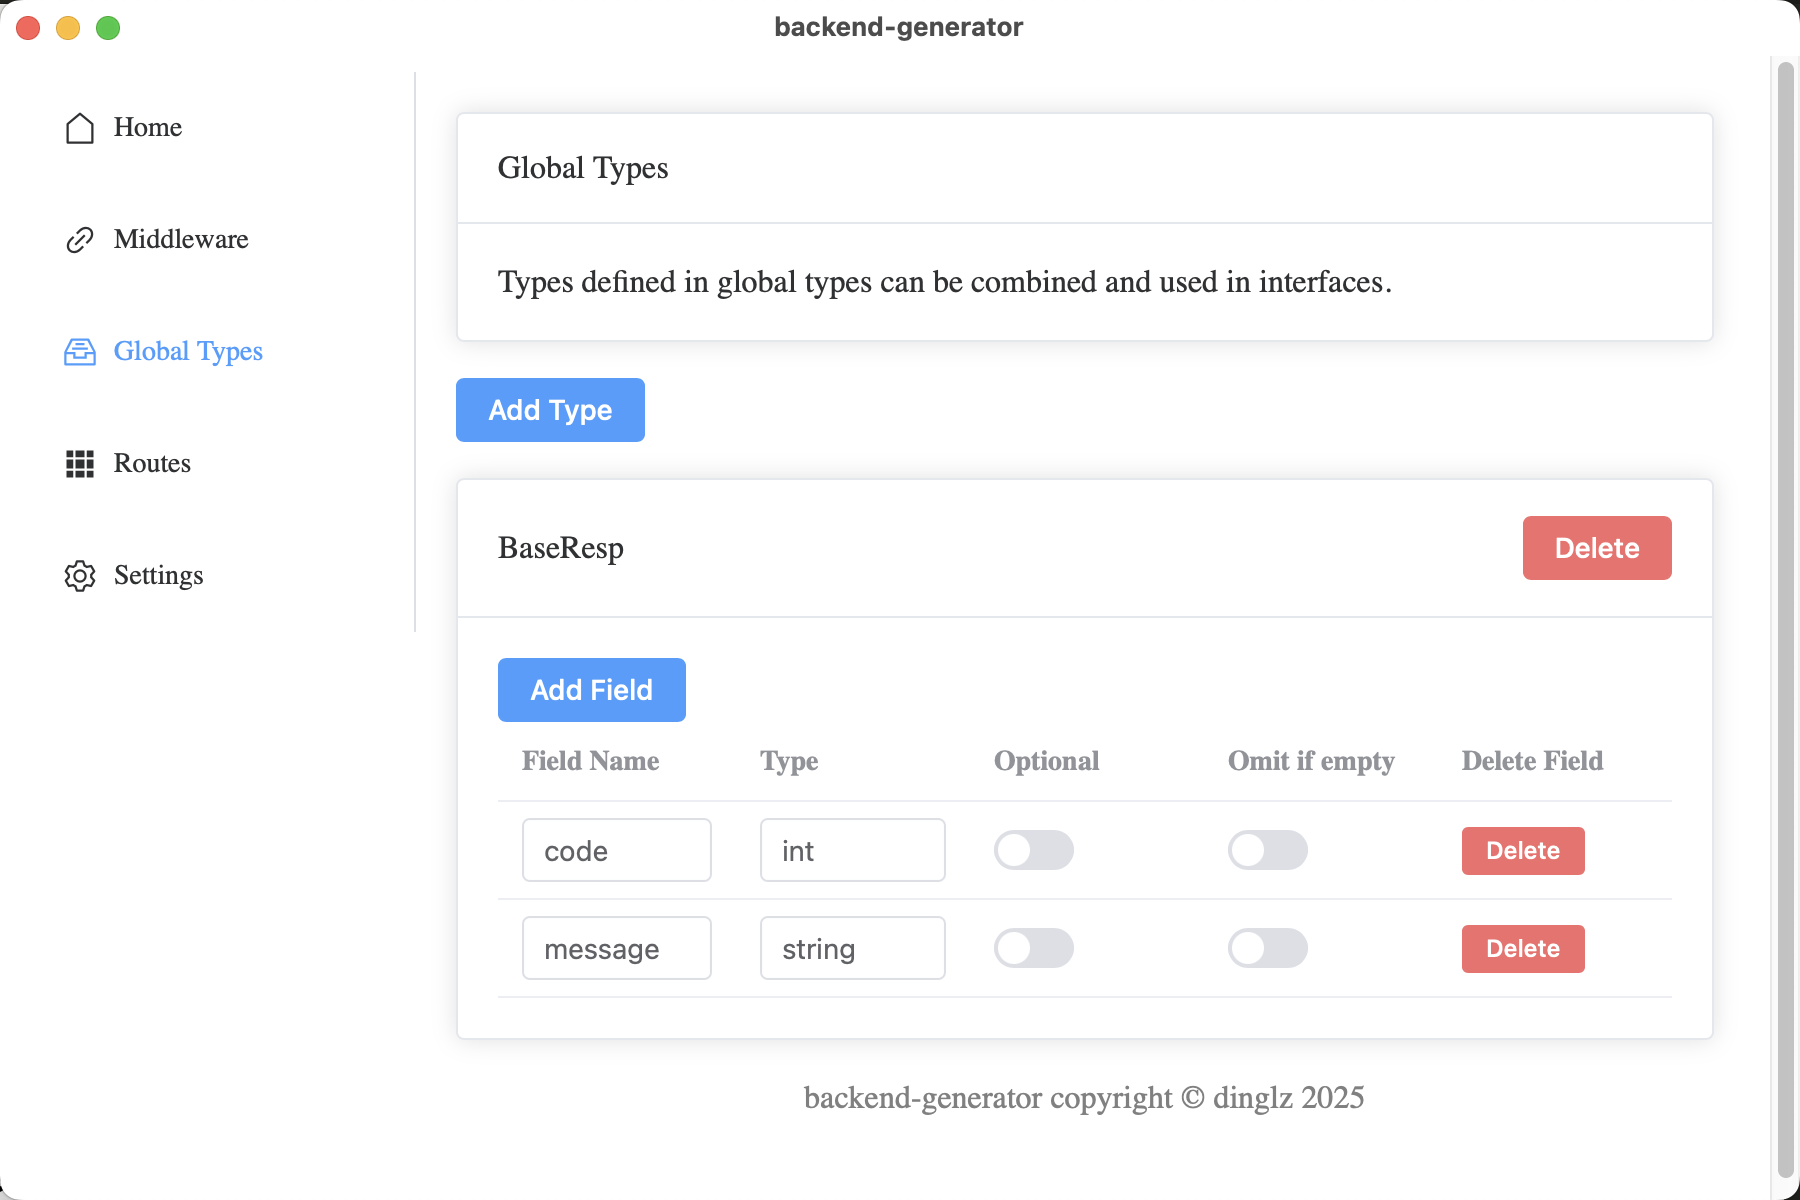 backend-generator
Home
Middleware
Global Types
Routes
Settings
Global Types
Types defined in global types can be combined and used in interfaces.
Add Type
BaseResp
Delete
Add Field
Field Name Type Optional Omit if empty Delete Field
code int Delete
message string Delete
backend-generator copyright © dinglz 2025